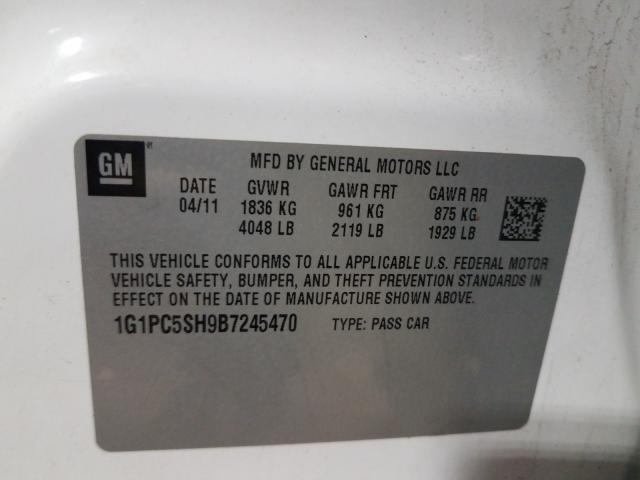 GM
MFD BY GENERAL MOTORS LLC
DATE GVWR GAWR FRT GAWR RR
04/11 1836 KG 961 KG 875 KG
4048 LB 2119 LB 1929 LB
THIS VEHICLE CONFORMS TO ALL APPLICABLE U.S. FEDERAL MOTOR
VEHICLE SAFETY, BUMPER, AND THEFT PREVENTION STANDARDS IN
EFFECT ON THE DATE OF MANUFACTURE SHOWN ABOVE.
1G1PC5SH9B7245470 TYPE: PASS CAR